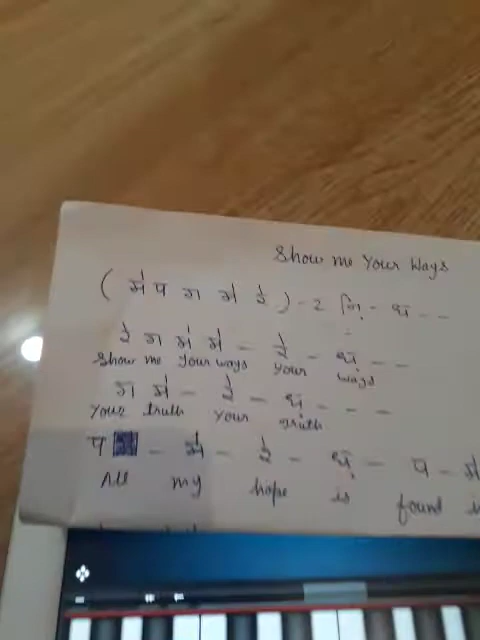 Show me Your Ways
( मे प ग मे रे ) - 2 नि़ - ध़ - -
रे ग मे मे - रे - ध़ - -
Show me Your ways your ways
ग मे - रे - ध़ - - -
Your truth your truth
प - मे - रे - ध़ - प - मे
All my hope is found